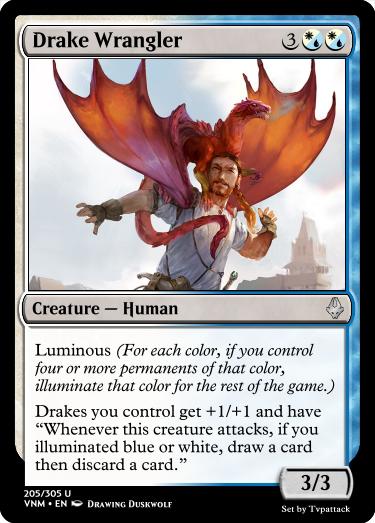 Drake Wrangler 3
Creature — Human
Luminous (For each color, if you control
four or more permanents of that color,
illuminate that color for the rest of the game.)
Drakes you control get +1/+1 and have
“Whenever this creature attacks, if you
illuminated blue or white, draw a card
then discard a card.”
3/3
205/305 U
VNM • EN Drawing Duskwolf
Set by Tvpattack